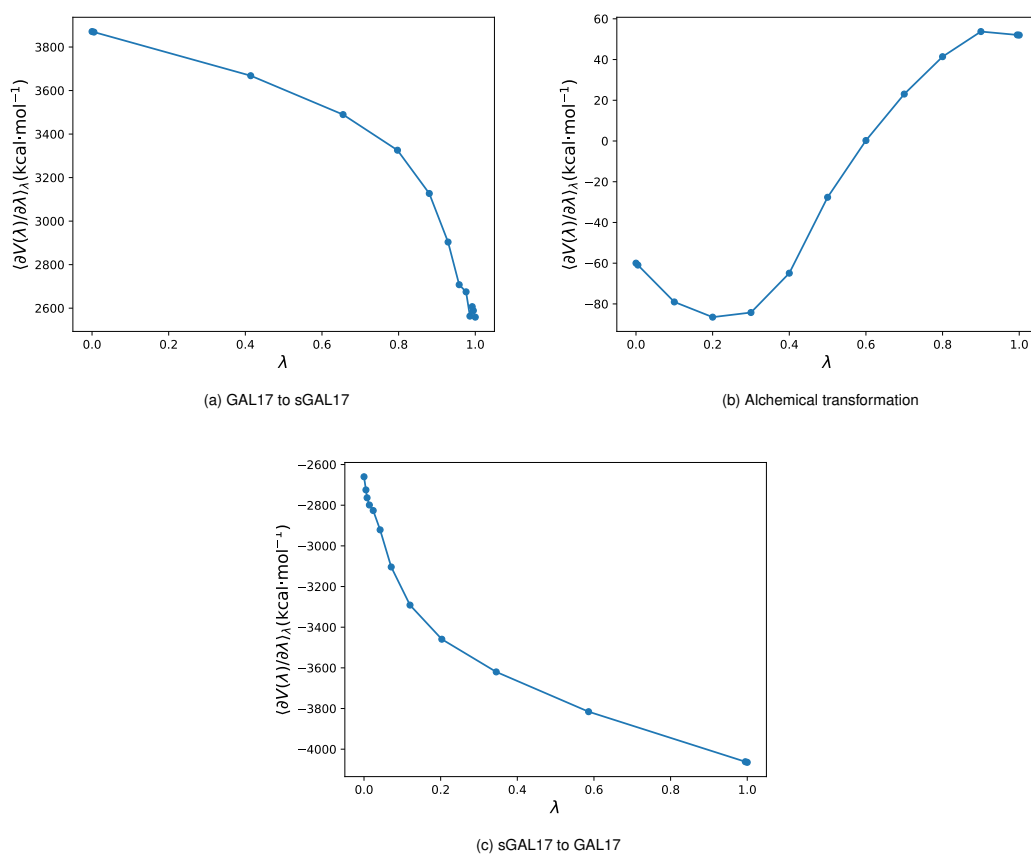 3800
3600
3400
3200
3000
2800
2600
0.0 0.2 0.4 0.6 0.8 1.0
λ
⟨∂V(λ)/∂λ⟩λ(kcal·mol⁻¹)
(a) GAL17 to sGAL17
60
40
20
0
−20
−40
−60
−80
0.0 0.2 0.4 0.6 0.8 1.0
λ
⟨∂V(λ)/∂λ⟩λ(kcal·mol⁻¹)
(b) Alchemical transformation
−2600
−2800
−3000
−3200
−3400
−3600
−3800
−4000
0.0 0.2 0.4 0.6 0.8 1.0
λ
⟨∂V(λ)/∂λ⟩λ(kcal·mol⁻¹)
(c) sGAL17 to GAL17